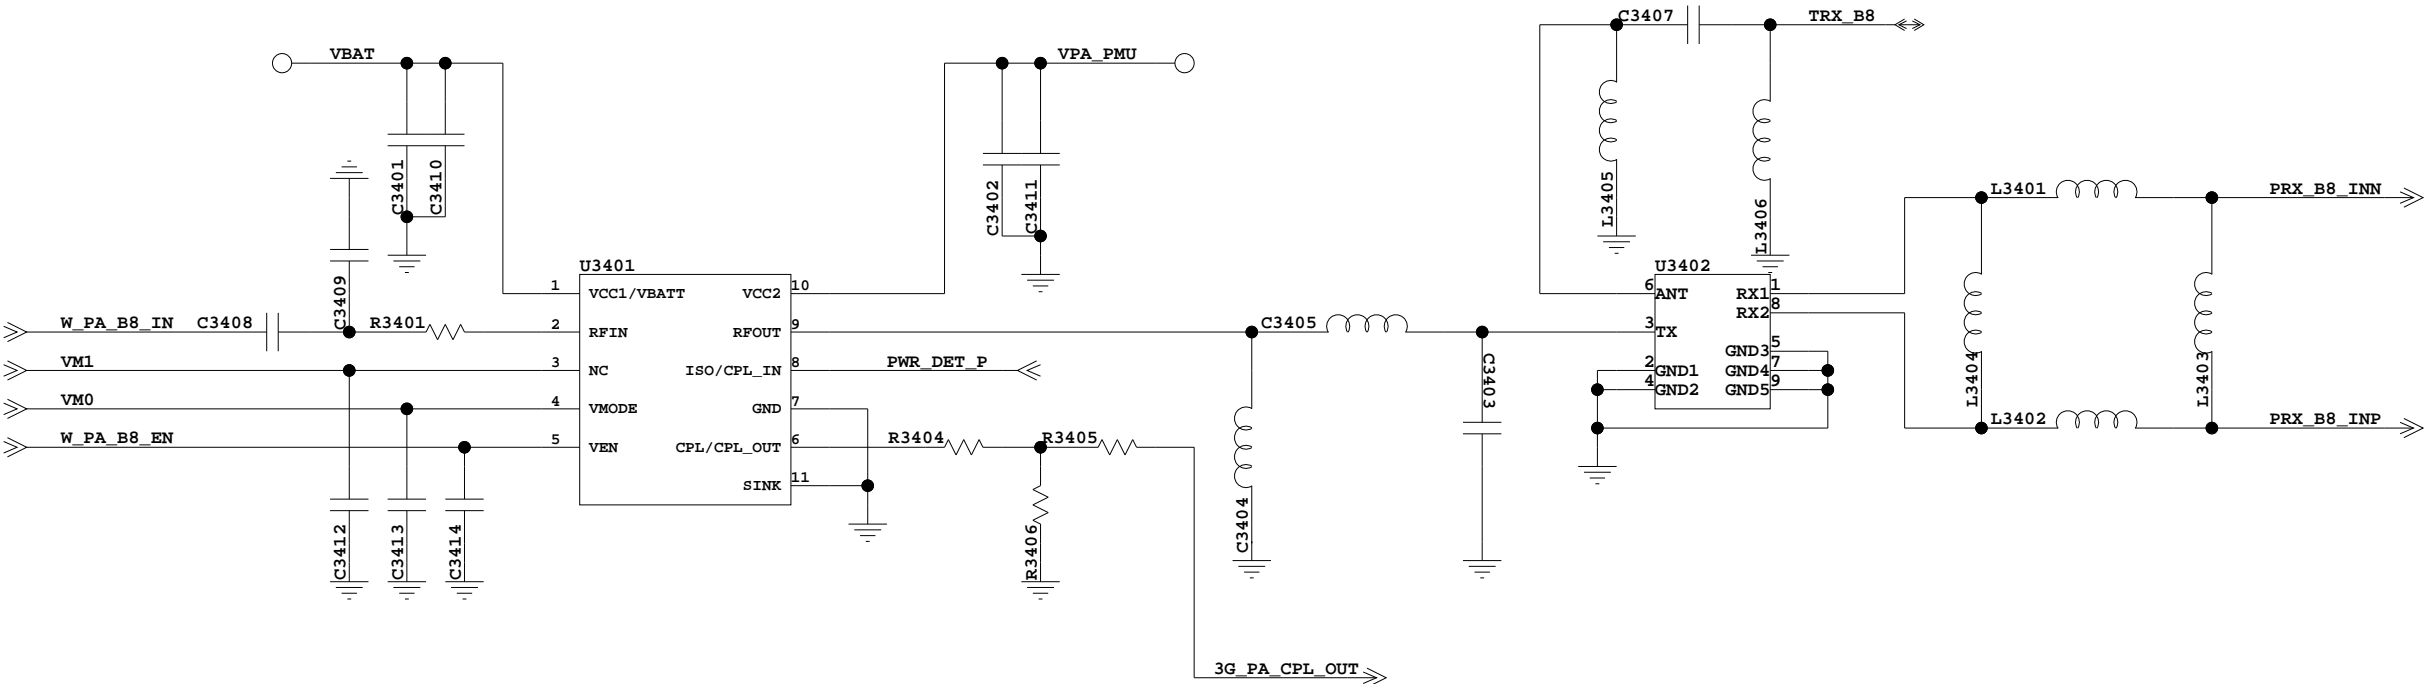 C3407
TRX_B8
VBAT
VPA_PMU
C3401
C3410
C3402
C3411
L3405
L3406
L3401
PRX_B8_INN
C3409
U3401
U3402
1
VCC1/VBATT
VCC2
10
6
ANT
RX1
1
8
RX2
W_PA_B8_IN
C3408
R3401
2
RFIN
RFOUT
9
C3405
3
TX
L3404
L3403
VM1
3
NC
ISO/CPL_IN
8
PWR_DET_P
C3403
GND3
5
2
GND1
GND4
7
4
GND2
GND5
9
VM0
4
VMODE
GND
7
L3402
PRX_B8_INP
W_PA_B8_EN
5
VEN
CPL/CPL_OUT
6
R3404
R3405
SINK
11
C3412
C3413
C3414
R3406
C3404
3G_PA_CPL_OUT